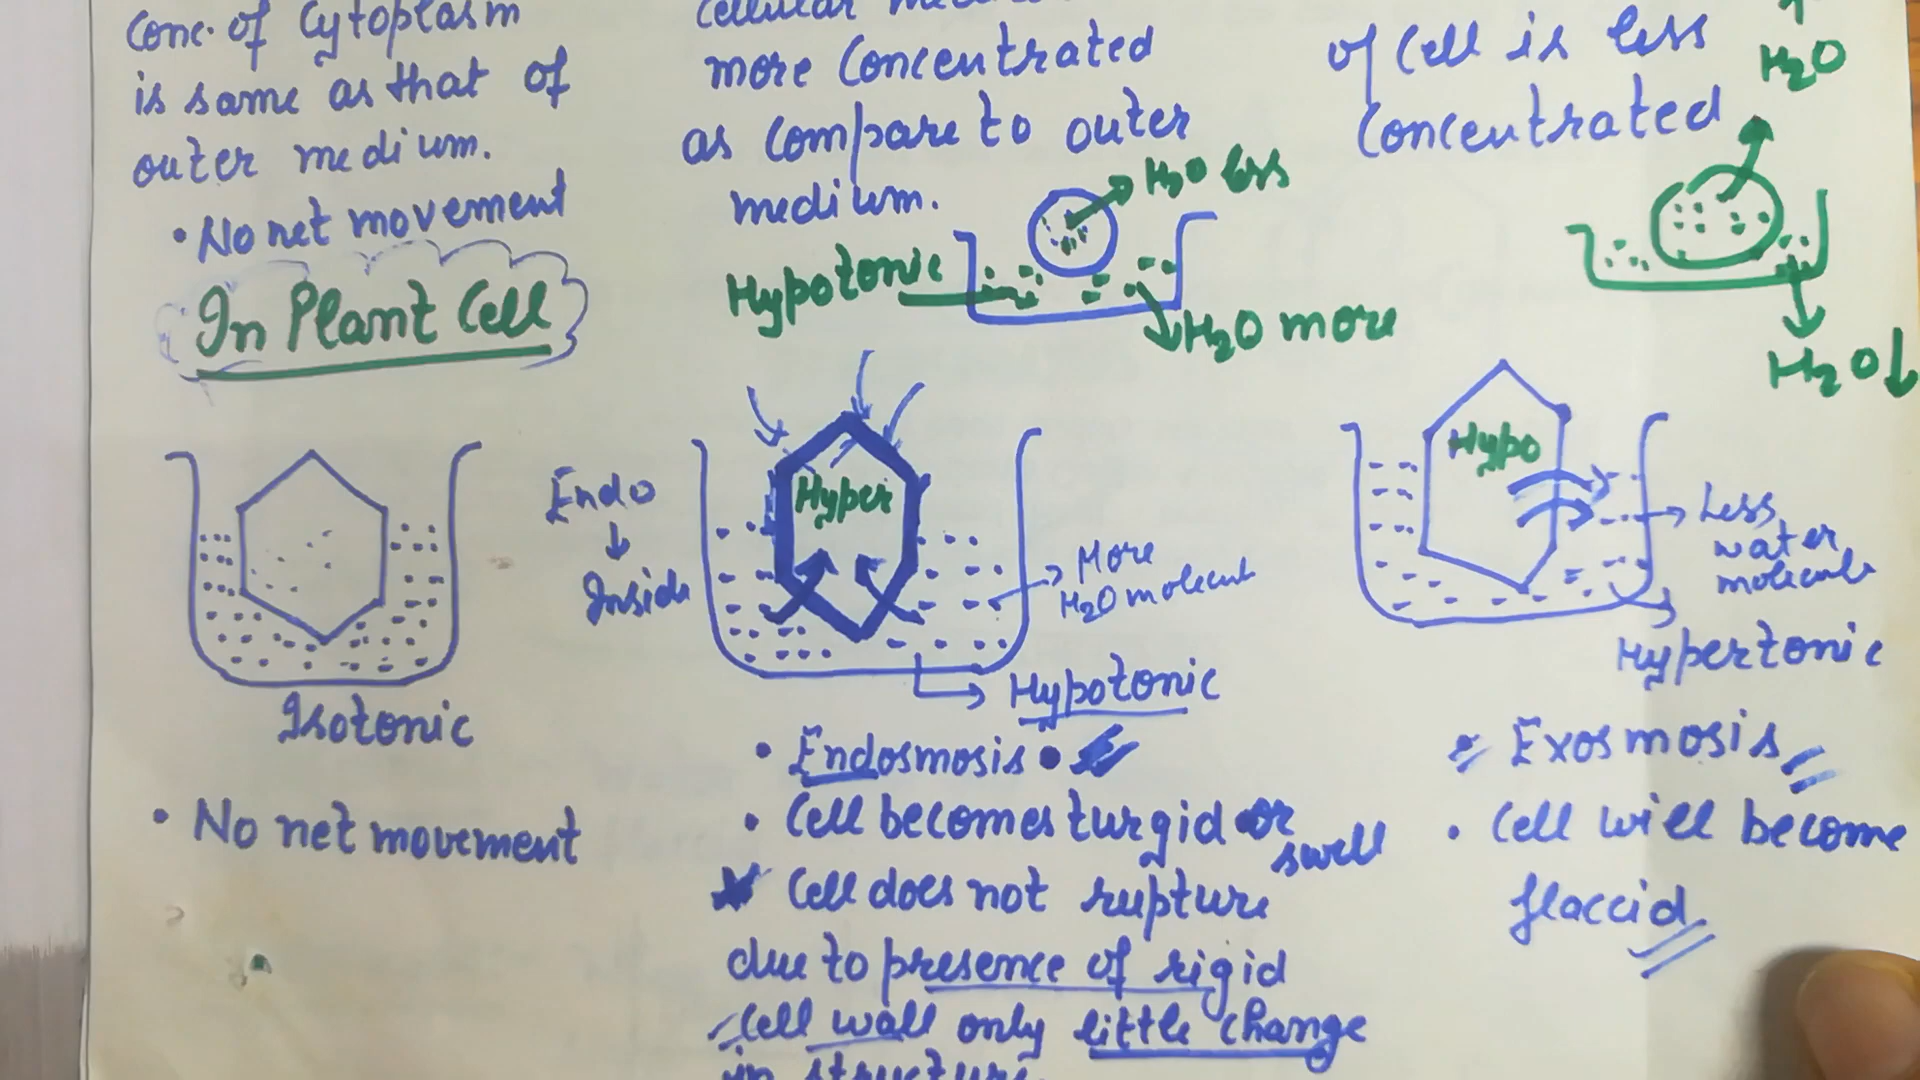 conc. of Cytoplasm
is same as that of
outer medium.
• No net movement
In Plant Cell
cellular
more Concentrated
as compare to outer
medium.
H2O less
Hypotonic
H2O more
of Cell is less
Concentrated
H2O
H2O↓
Isotonic
• No net movement
Endo
↓
Inside
Hyper
More
H2O molecule
Hypotonic
• Endosmosis •
• Cell becomes turgid or
swell
Cell does not rupture
due to presence of rigid
cell wall only little change
in structure
Hypo
Less
water
molecule
Hypertonic
Exosmosis
• Cell will become
flaccid